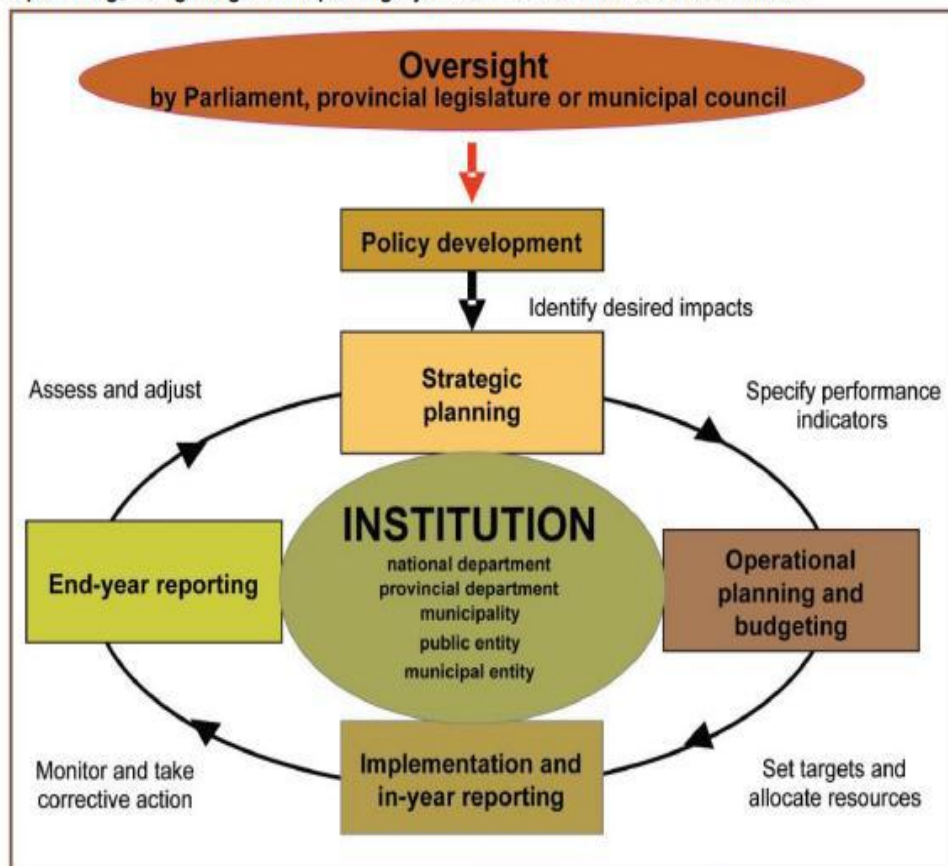 Oversight
by Parliament, provincial legislature or municipal council
Policy development
Identify desired impacts
Strategic
planning
Assess and adjust
Specify performance
indicators
INSTITUTION
national department
provincial department
municipality
public entity
municipal entity
End-year reporting
Operational
planning and
budgeting
Implementation and
in-year reporting
Monitor and take
corrective action
Set targets and
allocate resources